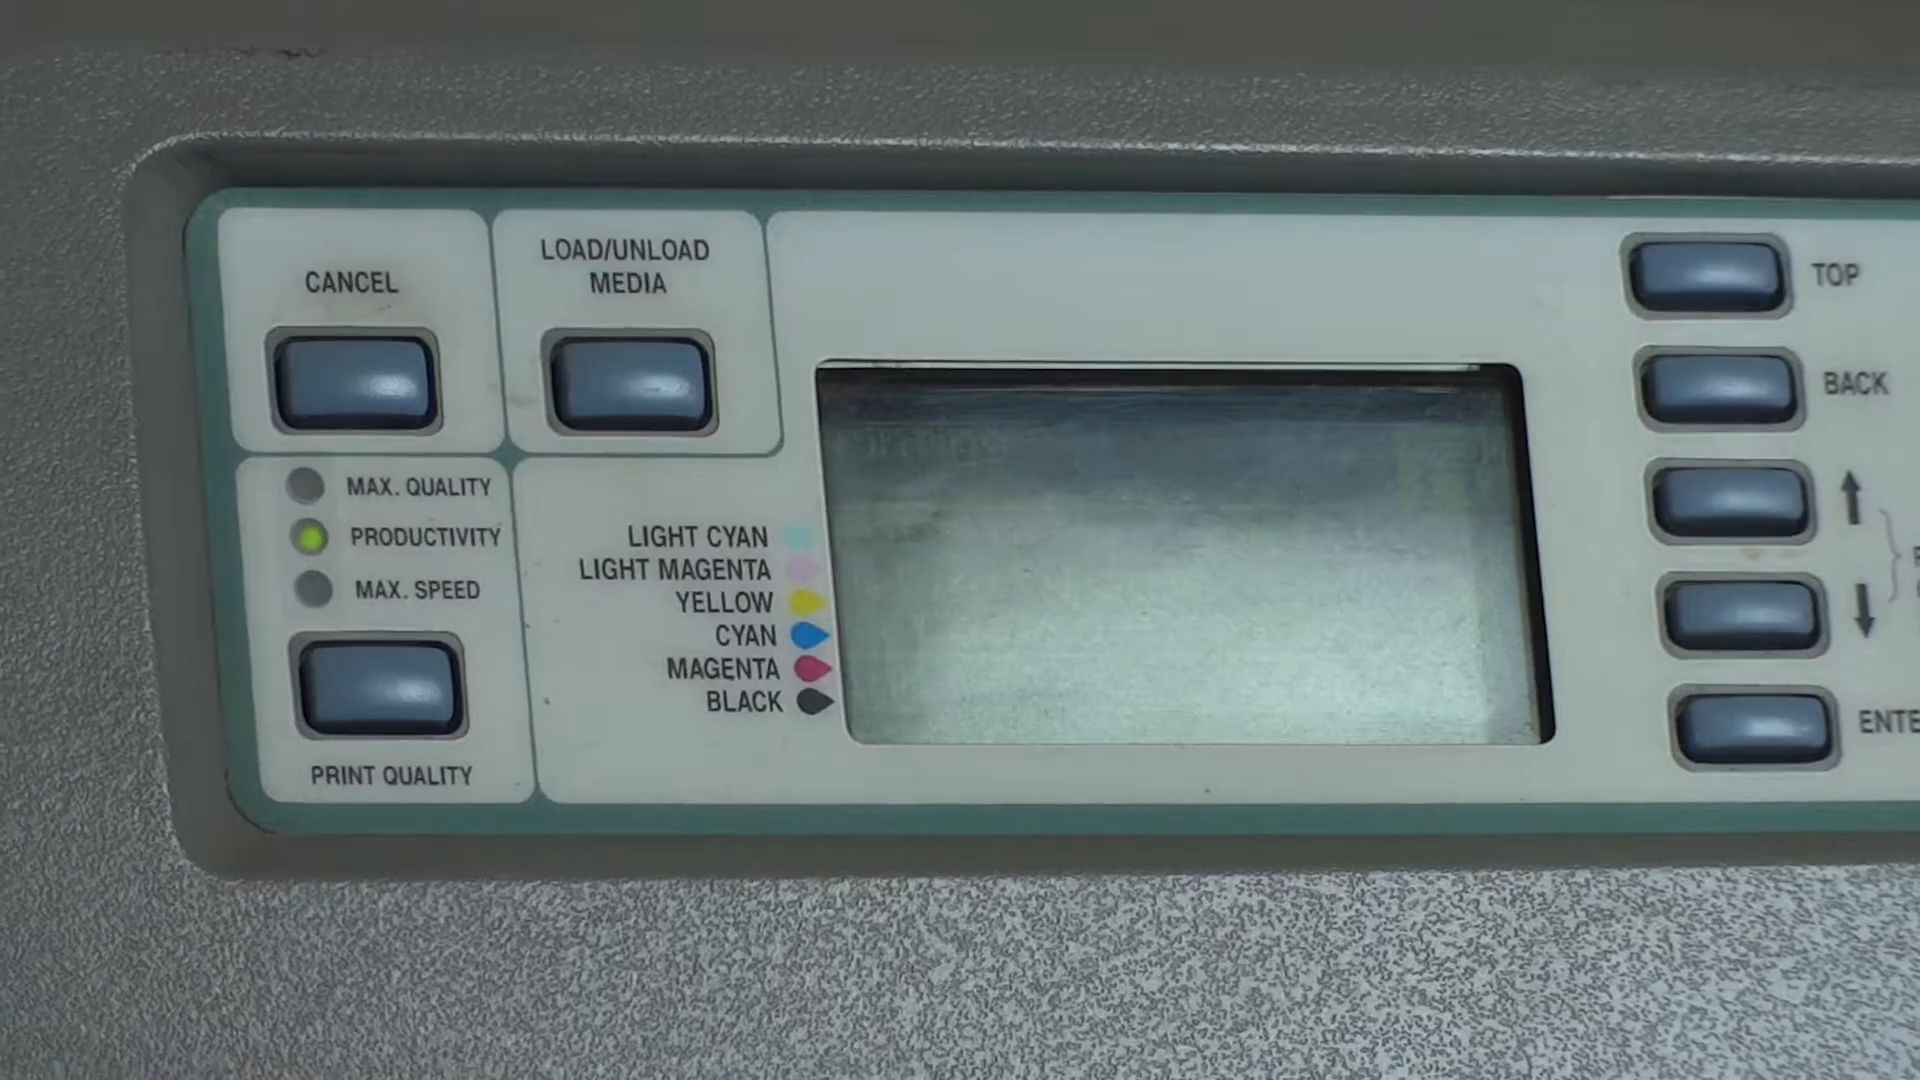 CANCEL
LOAD/UNLOAD
MEDIA
MAX. QUALITY
PRODUCTIVITY
MAX. SPEED
PRINT QUALITY
LIGHT CYAN
LIGHT MAGENTA
YELLOW
CYAN
MAGENTA
BLACK
TOP
BACK
ENTE